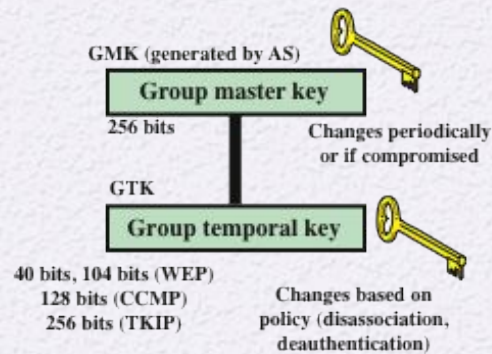 GMK (generated by AS)
Group master key
256 bits
Changes periodically
or if compromised
GTK
Group temporal key
40 bits, 104 bits (WEP)
128 bits (CCMP)
256 bits (TKIP)
Changes based on
policy (disassociation,
deauthentication)